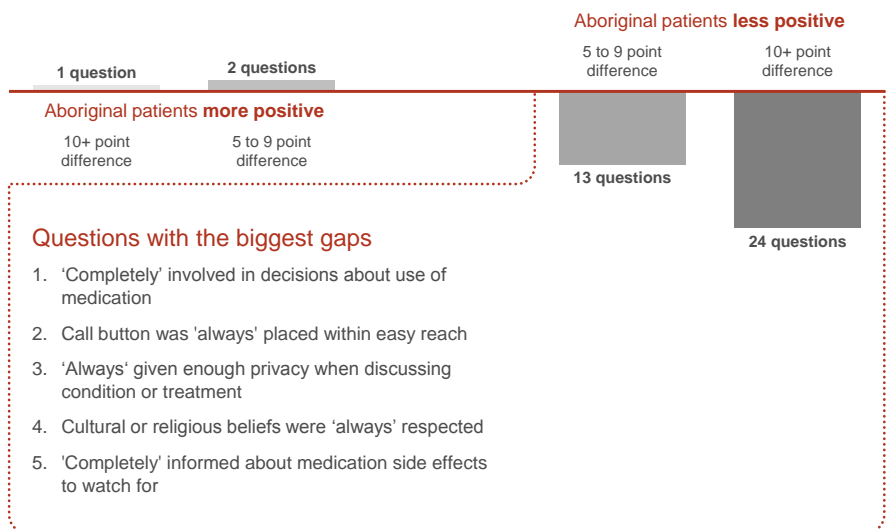 Aboriginal patients less positive
5 to 9 point
difference
10+ point
difference
1 question
2 questions
Aboriginal patients more positive
10+ point
difference
5 to 9 point
difference
13 questions
24 questions
Questions with the biggest gaps
1. ‘Completely’ involved in decisions about use of
medication
2. Call button was 'always' placed within easy reach
3. ‘Always‘ given enough privacy when discussing
condition or treatment
4. Cultural or religious beliefs were ‘always’ respected
5. 'Completely' informed about medication side effects
to watch for